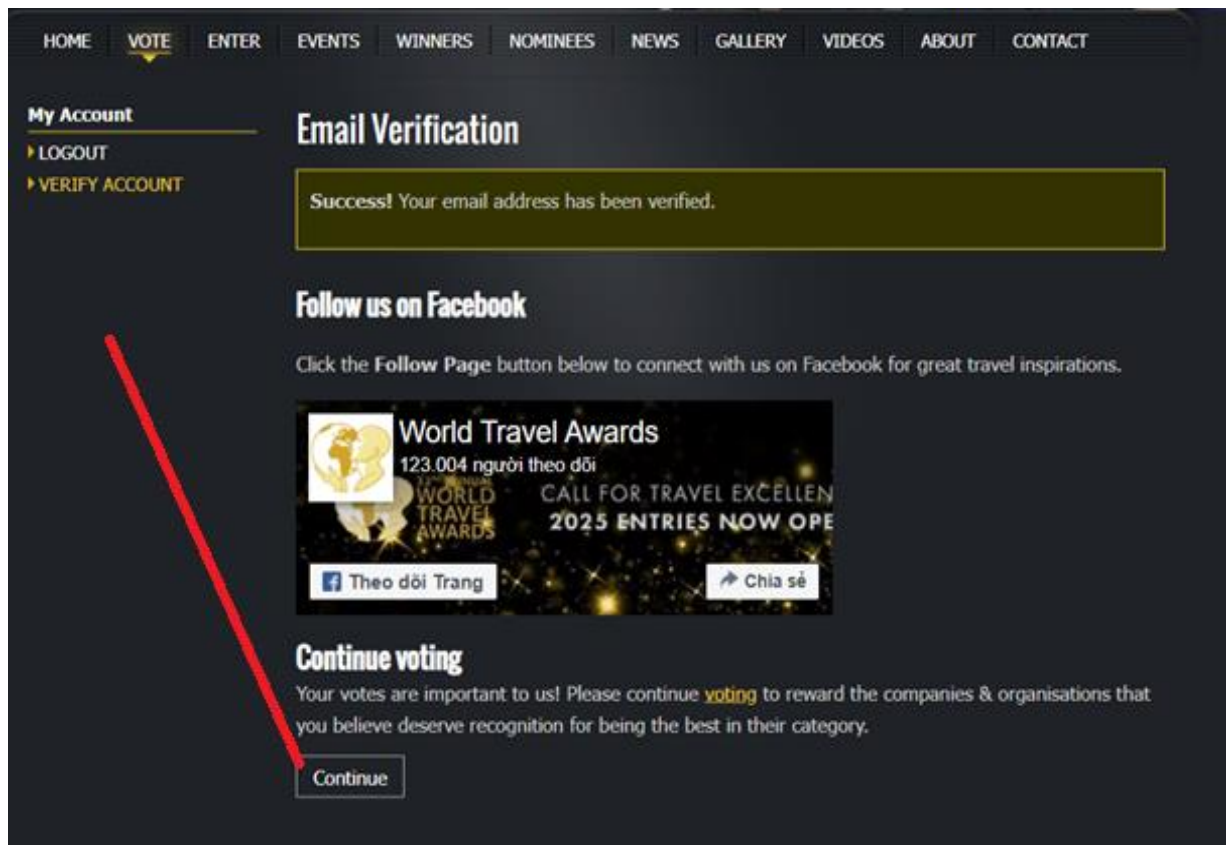 HOME VOTE ENTER EVENTS WINNERS NOMINEES NEWS GALLERY VIDEOS ABOUT CONTACT
My Account
LOGOUT
VERIFY ACCOUNT
Email Verification
Success! Your email address has been verified.
Follow us on Facebook
Click the Follow Page button below to connect with us on Facebook for great travel inspirations.
World Travel Awards
123.004 người theo dõi
ANNUAL
WORLD
TRAVEL
AWARDS
CALL FOR TRAVEL EXCELLEN
2025 ENTRIES NOW OPE
Theo dõi Trang
Chia sẻ
Continue voting
Your votes are important to us! Please continue voting to reward the companies & organisations that
you believe deserve recognition for being the best in their category.
Continue